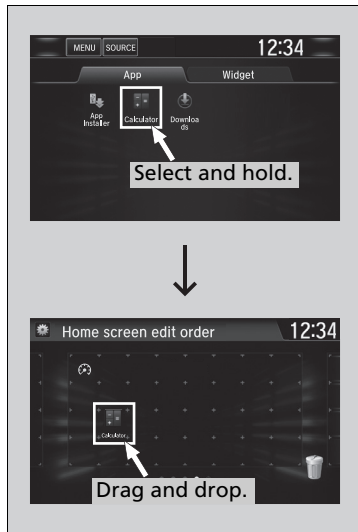 MENU SOURCE 12:34
App Widget
App
Installer
Calculator
Downloa
ds
Select and hold.
Home screen edit order 12:34
Calculator
Drag and drop.